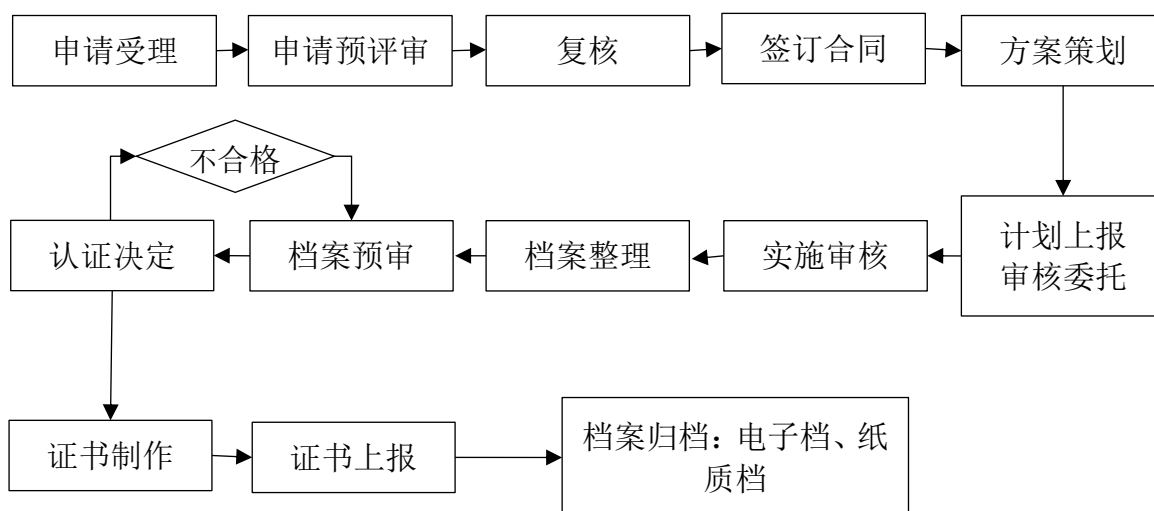 申请受理
申请预评审
复核
签订合同
方案策划
不合格
认证决定
档案预审
档案整理
实施审核
计划上报
审核委托
证书制作
证书上报
档案归档：电子档、纸
质档